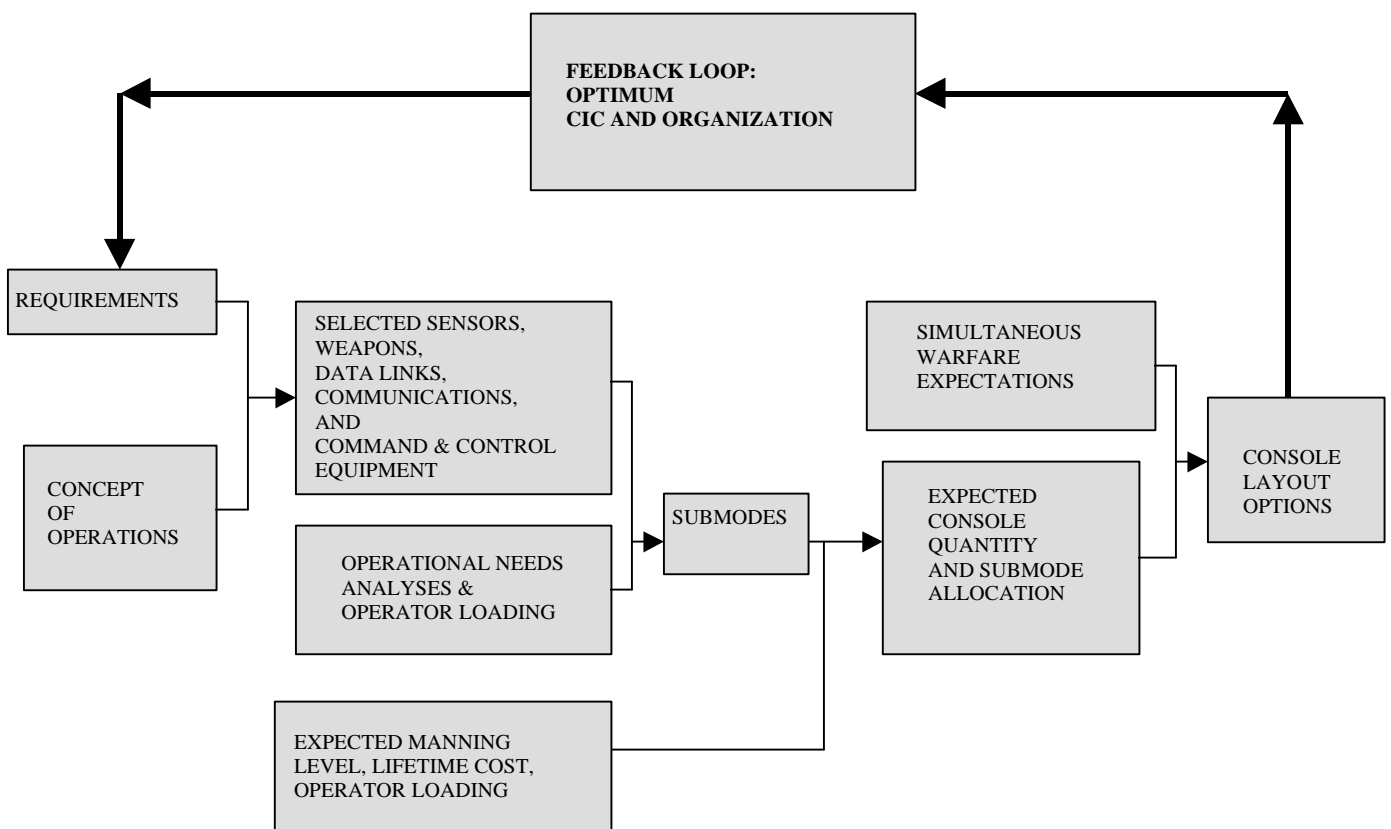 FEEDBACK LOOP:
OPTIMUM
CIC AND ORGANIZATION
REQUIREMENTS
CONCEPT
OF
OPERATIONS
SELECTED SENSORS,
WEAPONS,
DATA LINKS,
COMMUNICATIONS,
AND
COMMAND & CONTROL
EQUIPMENT
OPERATIONAL NEEDS
ANALYSES &
OPERATOR LOADING
EXPECTED MANNING
LEVEL, LIFETIME COST,
OPERATOR LOADING
SUBMODES
SIMULTANEOUS
WARFARE
EXPECTATIONS
EXPECTED
CONSOLE
QUANTITY
AND SUBMODE
ALLOCATION
CONSOLE
LAYOUT
OPTIONS